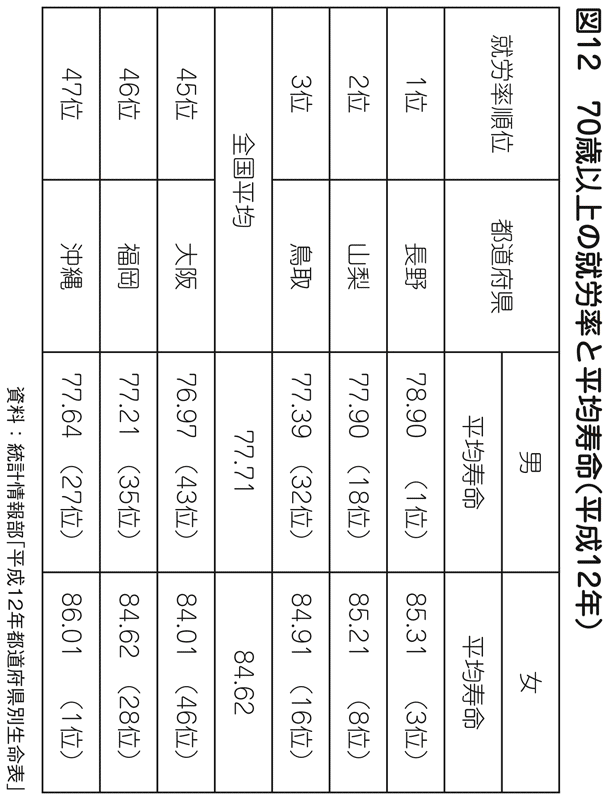 図12　70歳以上の就労率と平均寿命(平成12年)
就労率順位　都道府県　男　女
平均寿命　平均寿命
1位　長野　78.90　(1位)　85.31　(3位)
2位　山梨　77.90　(18位)　85.21　(8位)
3位　鳥取　77.39　(32位)　84.91　(16位)
全国平均　77.71　84.62
45位　大阪　76.97　(43位)　84.01　(46位)
46位　福岡　77.21　(35位)　84.62　(28位)
47位　沖縄　77.64　(27位)　86.01　(1位)
資料：統計情報部「平成12年都道府県別生命表」